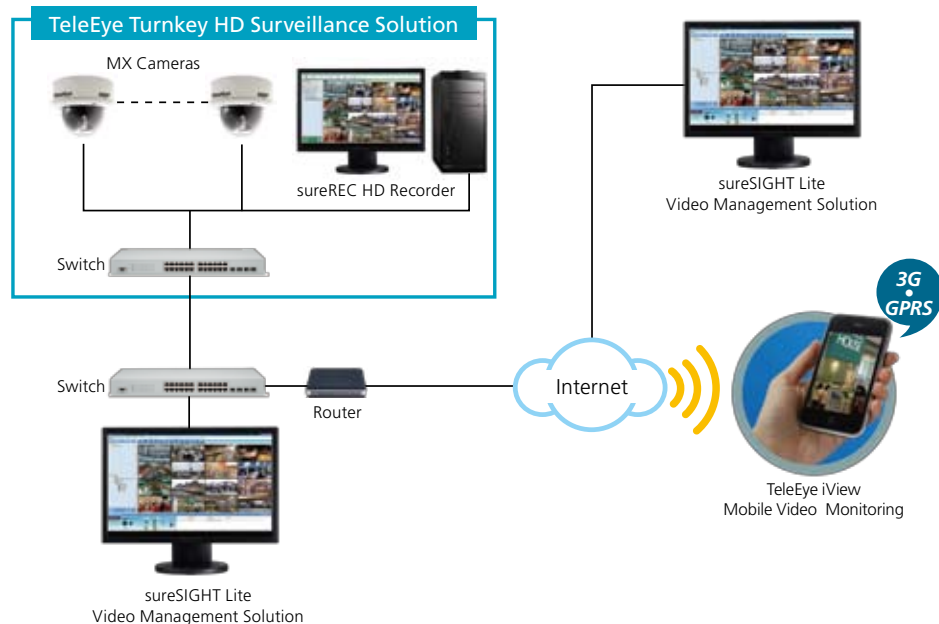 TeleEye Turnkey HD Surveillance Solution
MX Cameras
sureREC HD Recorder
Switch
Switch
Router
Internet
sureSIGHT Lite
Video Management Solution
3G
GPRS
HOUSE
TeleEye iView
Mobile Video Monitoring
sureSIGHT Lite
Video Management Solution